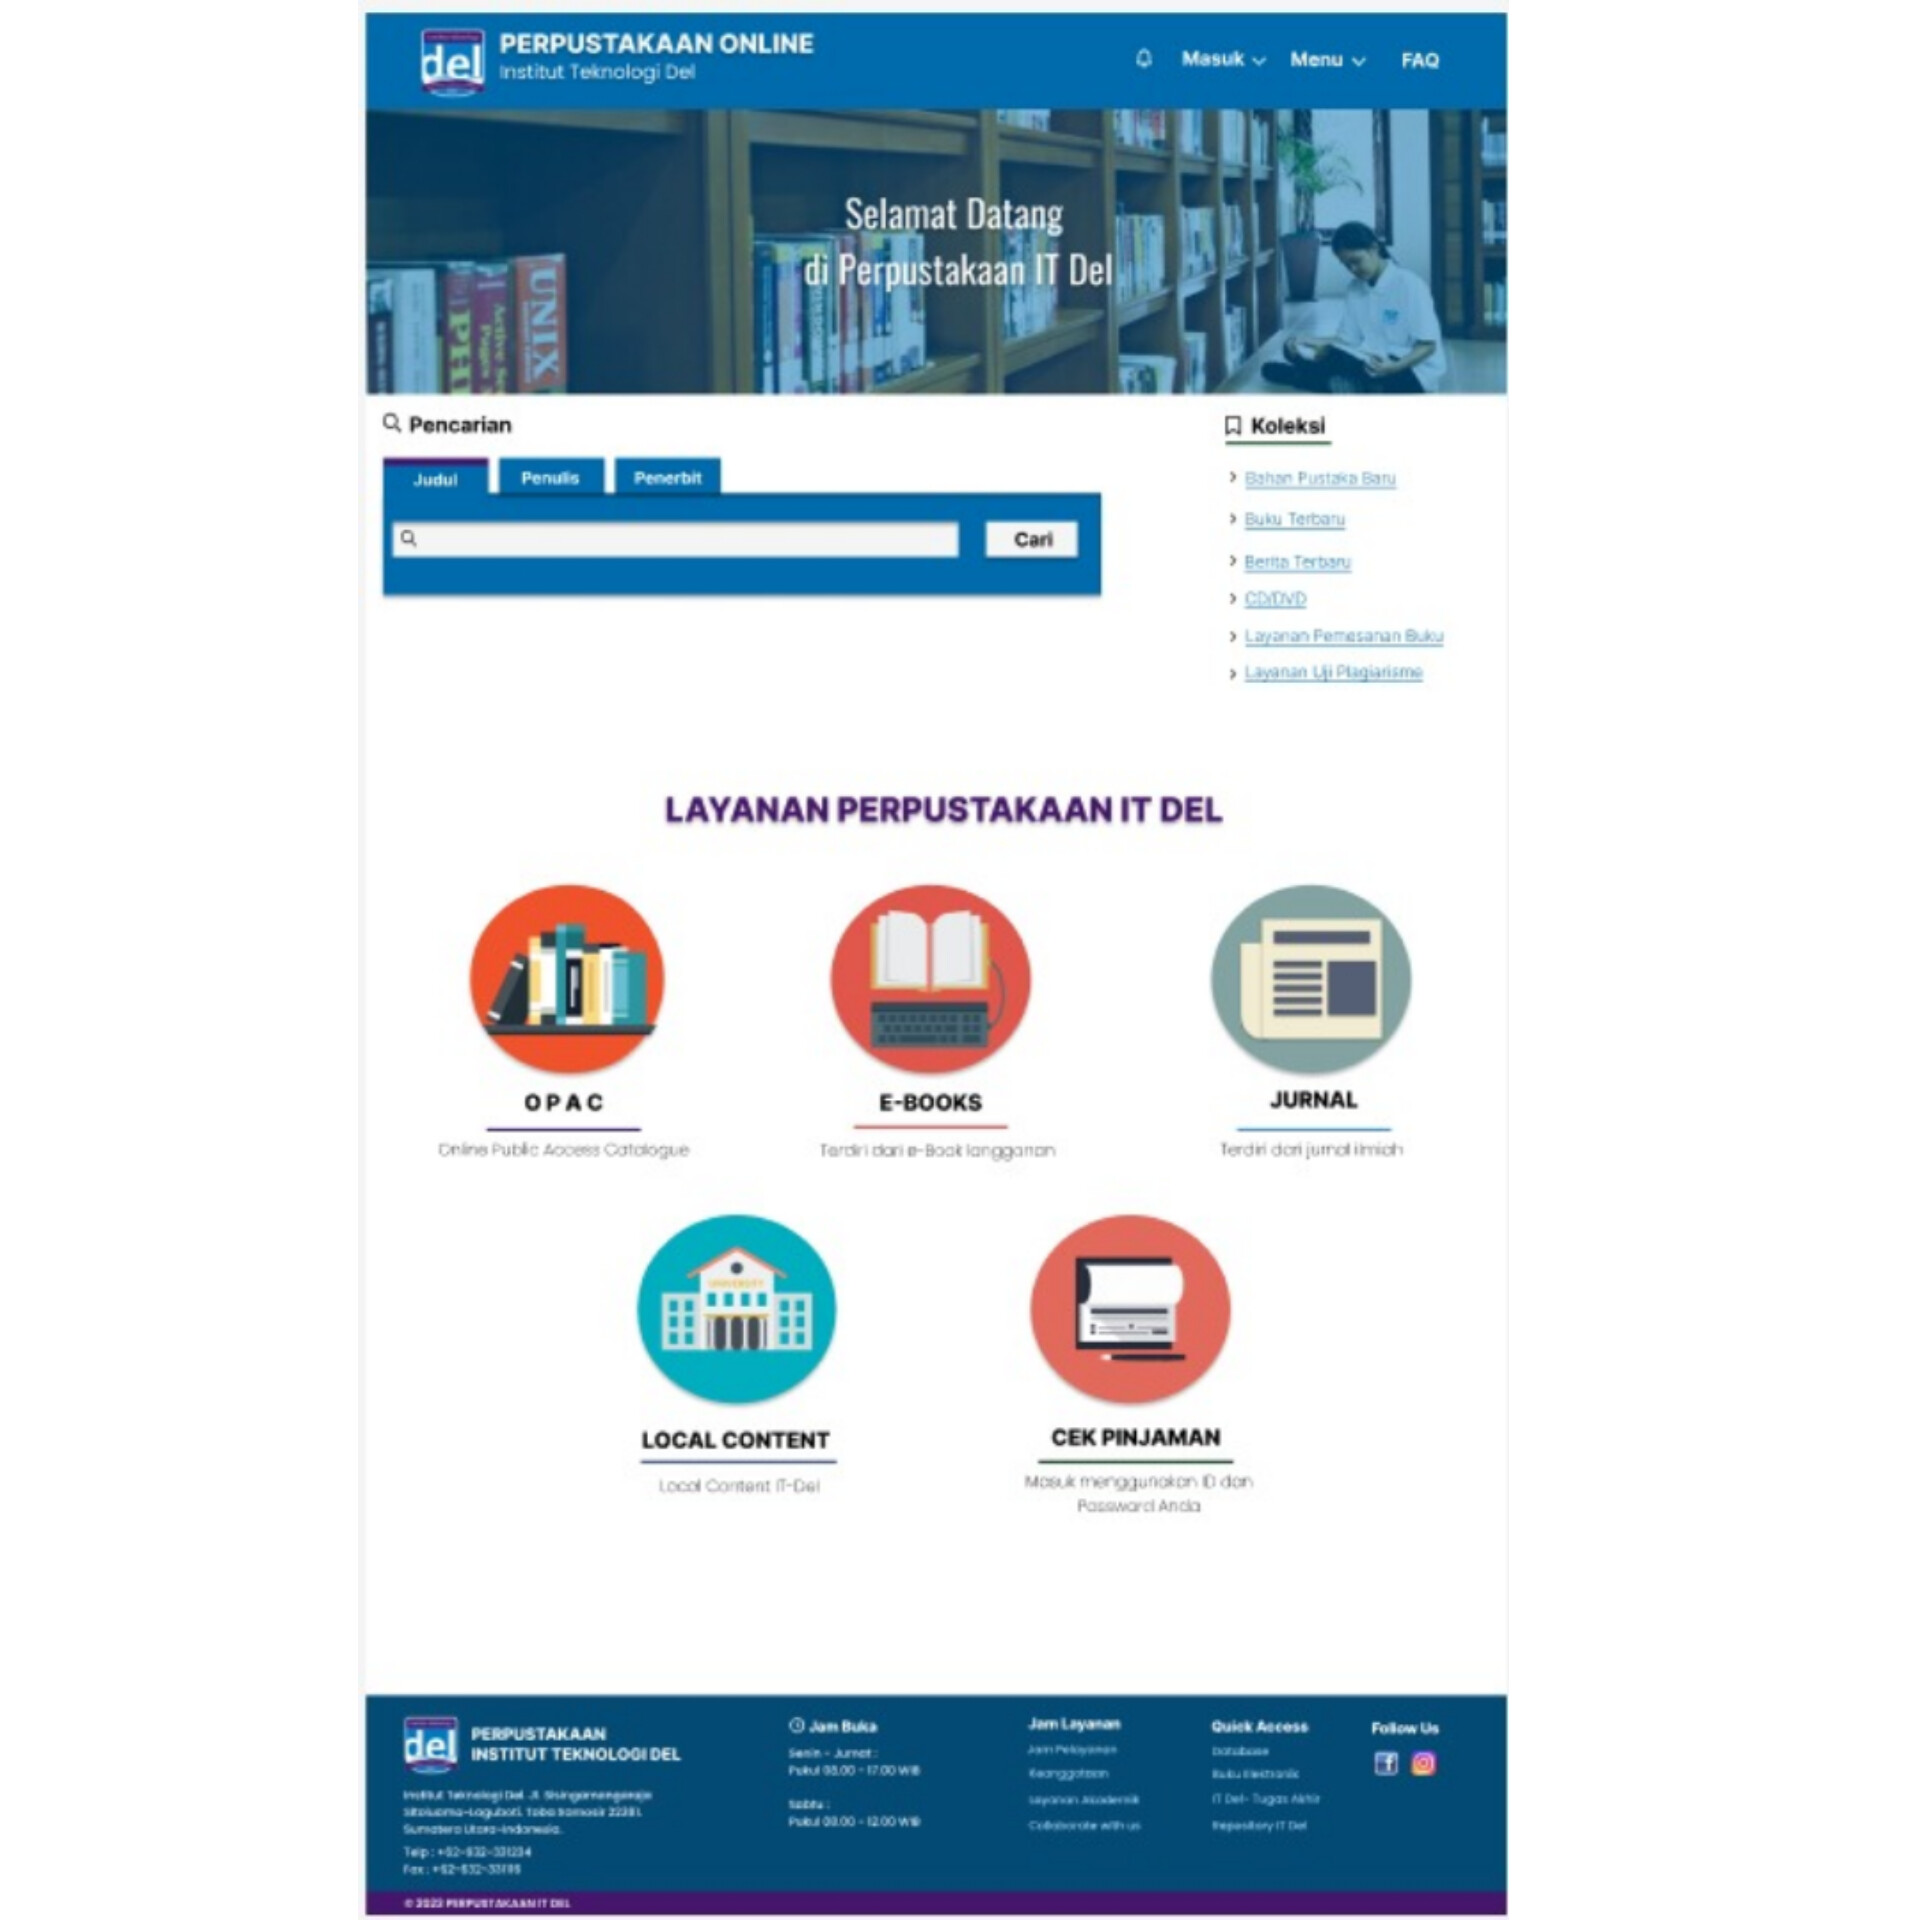 del
PERPUSTAKAAN ONLINE
Institut Teknologi Del
Masuk
Menu
FAQ
Selamat Datang
di Perpustakaan IT Del
UNIX
Pencarian
Judul
Penulis
Penerbit
Cari
Koleksi
Bahan Pustaka Baru
Buku Terbaru
Berita Terbaru
CD/DVD
Layanan Pemesanan Buku
Layanan Uji Plagiarisme
LAYANAN PERPUSTAKAAN IT DEL
O P A C
Online Public Access Catalogue
E-BOOKS
Terdiri dari e-Book langganan
JURNAL
Terdiri dari jurnal ilmiah
UNIVERSITY
LOCAL CONTENT
Local Content IT-Del
CEK PINJAMAN
Masuk menggunakan ID dan
Password Anda
del
PERPUSTAKAAN
INSTITUT TEKNOLOGI DEL
Institut Teknologi Del Jl. Sisingamangaraja
Sitoluama-Laguboti, Toba Samosir 22381,
Sumatera Utara-Indonesia.
Telp : +62-632-331234
Fax : +62-632-331
Jam Buka
Senin - Jumat :
Pukul 08.00 - 17.00 WIB
Sabtu :
Pukul 08.00 - 12.00 WIB
Jam Layanan
Jam Pelayanan
Keanggotaan
Layanan Akademik
Collaborate with us
Quick Access
Database
Buku Elektronik
IT Del- Tugas Akhir
Repository IT Del
Follow Us
© 2023 PERPUSTAKAAN IT DEL